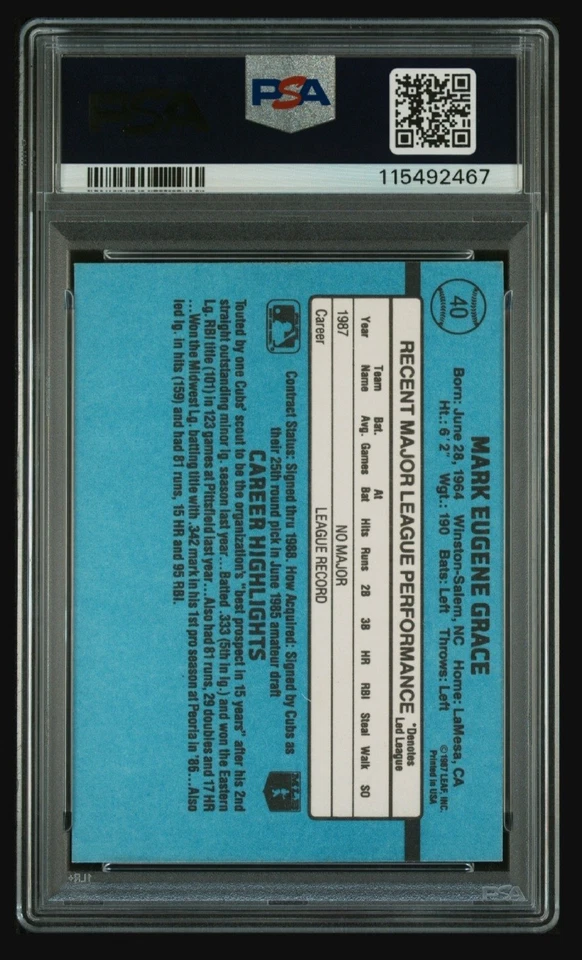 PSA
PSA
115492467
40
MARK EUGENE GRACE
Born: June 28, 1964 Winston-Salem, NC Home: LaMesa, CA
Ht.: 6' 2" Wgt.: 190 Bats: Left Throws: Left
©1987 LEAF, INC.
Printed in USA
RECENT MAJOR LEAGUE PERFORMANCE
*Denotes
Led League
Year Team Name Bat. Avg. Games At Bat Hits Runs 2B 3B HR RBI Steal Walk SO
1987 NO MAJOR
Career LEAGUE RECORD
Contract Status: Signed thru 1988. How Acquired: Signed by Cubs as
their 25th round pick in June 1985 amateur draft
CAREER HIGHLIGHTS
Touted by one Cubs' scout to be the organization's "best prospect in 15 years" after his 2nd
straight outstanding minor lg. season last year...Batted .333 (5th in lg.) and won the Eastern
Lg. RBI title (101) in 123 games at Pittsfield last year...Also had 81 runs, 29 doubles and 17 HR
...Won the Midwest Lg. batting title with .342 mark in his 1st pro season at Peoria in '86...Also
led lg. in hits (159) and had 81 runs, 15 HR and 95 RBI.
PSA